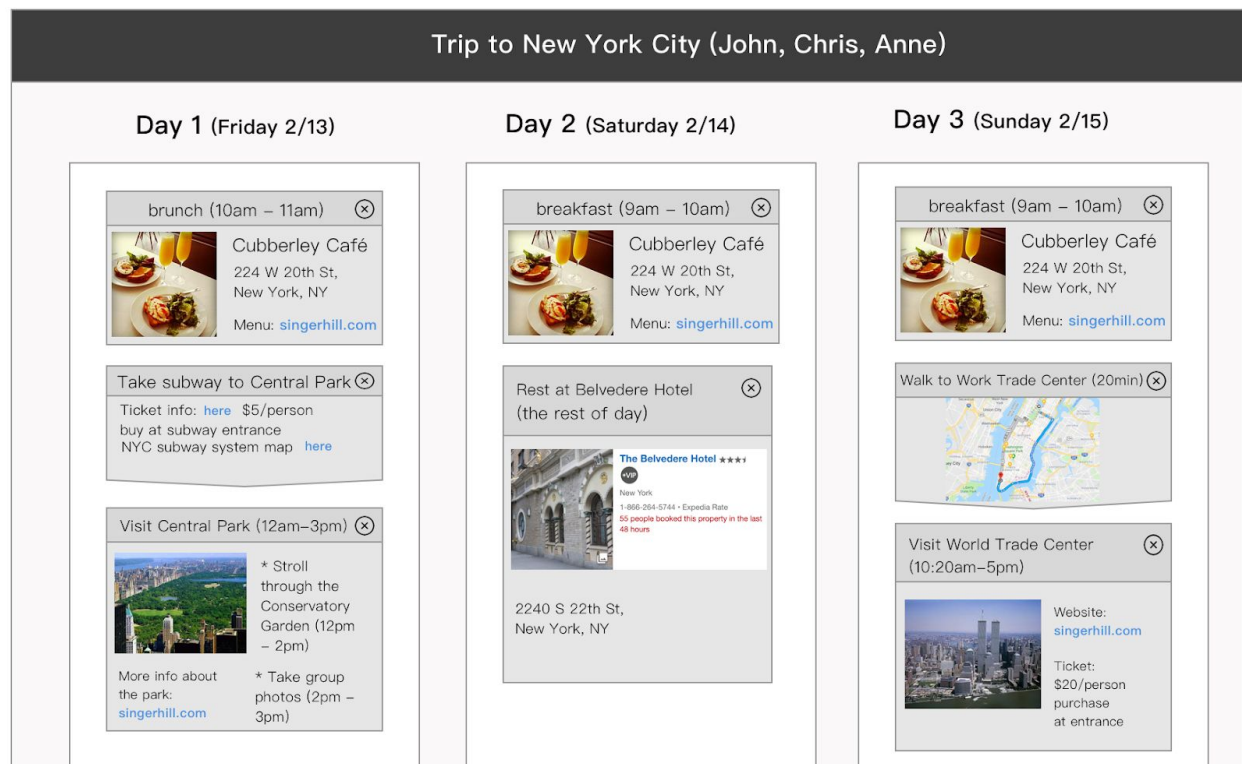 Trip to New York City (John, Chris, Anne)
Day 1 (Friday 2/13)
brunch (10am - 11am)
Cubberley Café
224 W 20th St,
New York, NY
Menu: singerhill.com
Take subway to Central Park
Ticket info: here $5/person
buy at subway entrance
NYC subway system map here
Visit Central Park (12am-3pm)
* Stroll
through the
Conservatory
Garden (12pm
- 2pm)
* Take group
photos (2pm -
3pm)
More info about
the park:
singerhill.com
Day 2 (Saturday 2/14)
breakfast (9am - 10am)
Cubberley Café
224 W 20th St,
New York, NY
Menu: singerhill.com
Rest at Belvedere Hotel
(the rest of day)
The Belvedere Hotel
+VIP
New York
1-866-264-5744 • Expedia Rate
55 people booked this property in the last
48 hours
2240 S 22th St,
New York, NY
Day 3 (Sunday 2/15)
breakfast (9am - 10am)
Cubberley Café
224 W 20th St,
New York, NY
Menu: singerhill.com
Walk to Work Trade Center (20min)
Visit World Trade Center
(10:20am-5pm)
Website:
singerhill.com
Ticket:
$20/person
purchase
at entrance